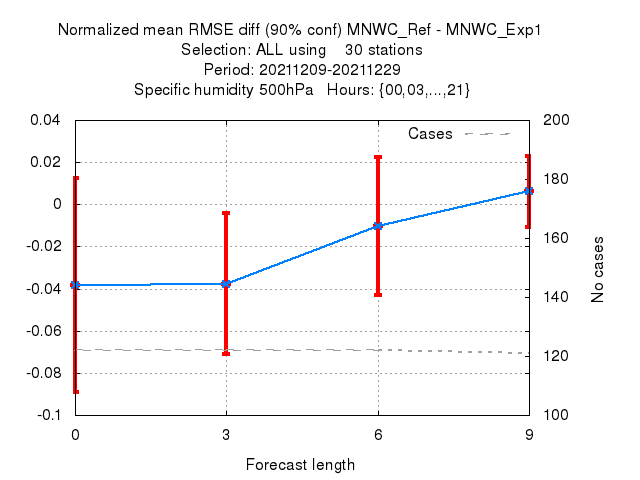 Normalized mean RMSE diff (90% conf) MNWC_Ref - MNWC_Exp1
Selection: ALL using    30 stations
Period: 20211209-20211229
Specific humidity 500hPa   Hours: {00,03,...,21}
0.04
0.02
0
-0.02
-0.04
-0.06
-0.08
-0.1
200
180
160
140
120
100
Cases
No cases
0
3
6
9
Forecast length